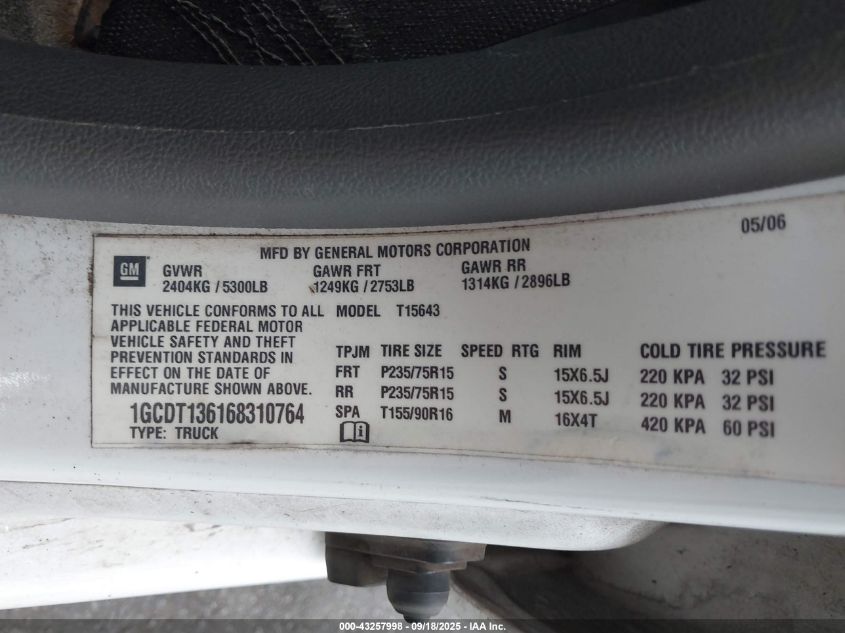 05/06
MFD BY GENERAL MOTORS CORPORATION
GM
GVWR GAWR FRT GAWR RR
2404KG / 5300LB 1249KG / 2753LB 1314KG / 2896LB
THIS VEHICLE CONFORMS TO ALL
APPLICABLE FEDERAL MOTOR
VEHICLE SAFETY AND THEFT
PREVENTION STANDARDS IN
EFFECT ON THE DATE OF
MANUFACTURE SHOWN ABOVE.
1GCDT136168310764
TYPE: TRUCK
MODEL T15643
TPJM TIRE SIZE SPEED RTG RIM COLD TIRE PRESSURE
FRT P235/75R15 S 15X6.5J 220 KPA 32 PSI
RR P235/75R15 S 15X6.5J 220 KPA 32 PSI
SPA T155/90R16 M 16X4T 420 KPA 60 PSI
i
000-43257998 - 09/18/2025 - IAA Inc.